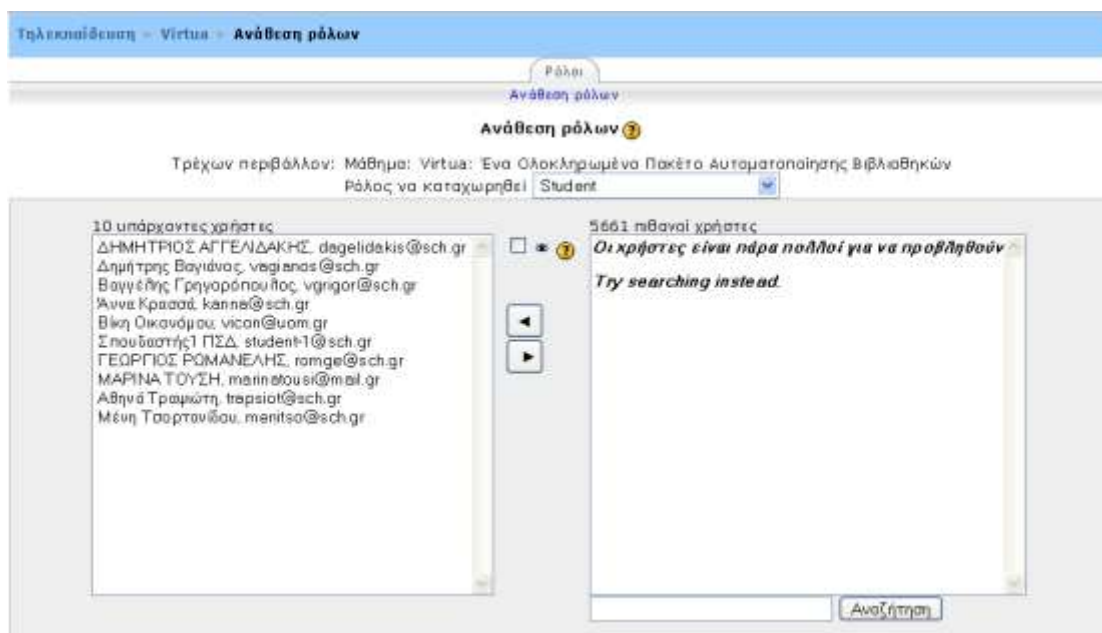 Τηλεκπαίδευση - Virtua - Ανάθεση ρόλων
Ρόλοι
Ανάθεση ρόλων
Ανάθεση ρόλων
Τρέχων περιβάλλον: Μάθημα: Virtua: Ένα Ολοκληρωμένο Πακέτο Αυτοματοποίησης Βιβλιοθηκών
Ρόλος να καταχωρηθεί Student
10 υπάρχοντες χρήστες
ΔΗΜΗΤΡΙΟΣ ΑΓΓΕΛΙΔΑΚΗΣ, dagelidakis@sch.gr
Δημήτρης Βαγιάνος, vagianos@sch.gr
Βαγγέλης Γρηγορόπουλος, vgrigor@sch.gr
Άννα Κρασσά, kanna@sch.gr
Βίκη Οικονόμου, vicon@uom.gr
Σπουδαστής1 ΠΣΔ, student-1@sch.gr
ΓΕΩΡΓΙΟΣ ΡΩΜΑΝΕΛΗΣ, romge@sch.gr
ΜΑΡΙΝΑ ΤΟΥΣΗ, marinatousi@mail.gr
Αθηνά Τραψιώτη, trapsiot@sch.gr
Μένη Τσορτανίδου, menitso@sch.gr
5661 πιθανοί χρήστες
Οι χρήστες είναι πάρα πολλοί για να προβληθούν
Try searching instead.
Αναζήτηση